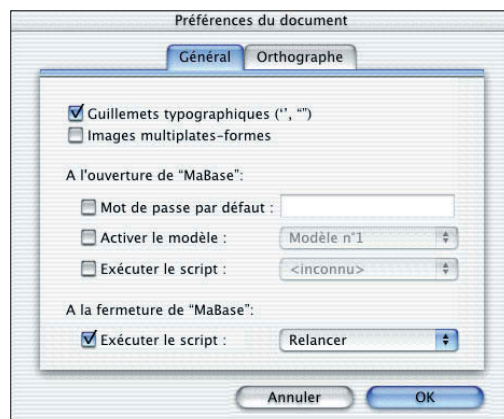 Préférences du document
Général Orthographe
Guillemets typographiques (‘’, “”)
Images multiplates-formes
A l'ouverture de “MaBase”:
Mot de passe par défaut :
Activer le modèle : Modèle n°1
Exécuter le script : <inconnu>
A la fermeture de “MaBase”:
Exécuter le script : Relancer
Annuler OK